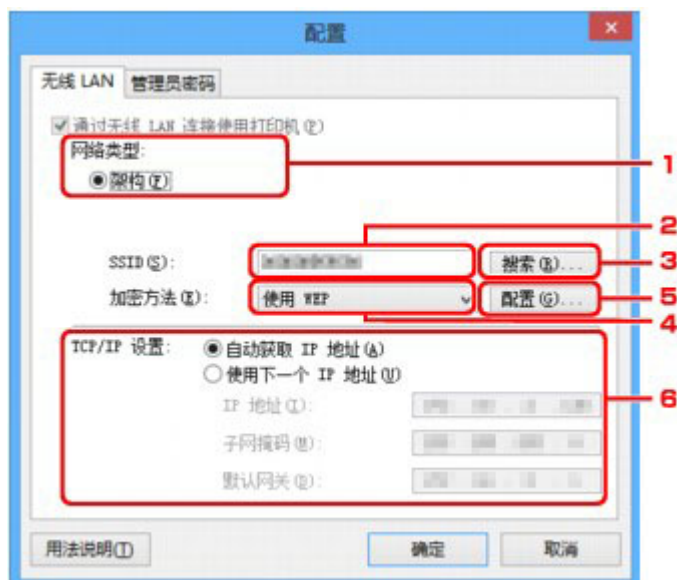 配置
无线 LAN 管理员密码
通过无线 LAN 连接使用打印机(P)
网络类型:
架构(F)
1
2
SSID(S):
搜索(R)...
3
加密方法(E):
使用 WEP
配置(G)...
5
4
TCP/IP 设置:
自动获取 IP 地址(A)
使用下一个 IP 地址(U)
IP 地址(I):
6
子网掩码(M):
默认网关(D):
用法说明(T)
确定
取消